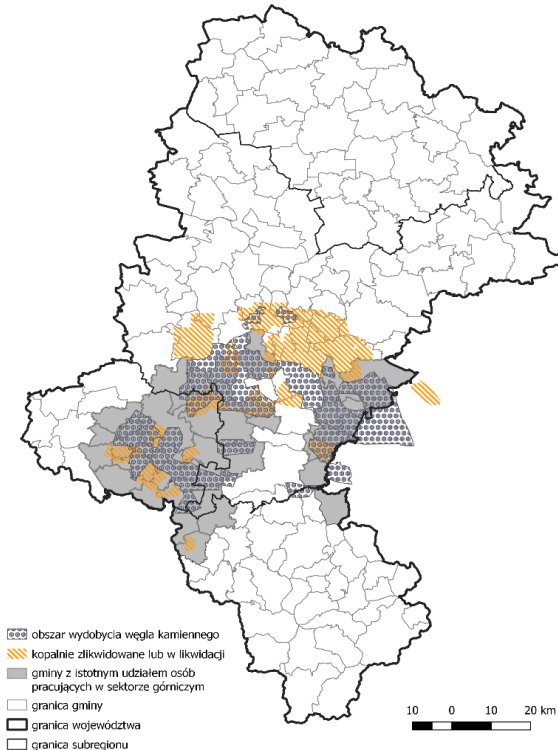 obszar wydobycia węgla kamiennego
kopalnie zlikwidowane lub w likwidacji
gminy z istotnym udziałem osób
pracujących w sektorze górniczym
granica gminy
granica województwa
granica subregionu
10 0 10 20 km